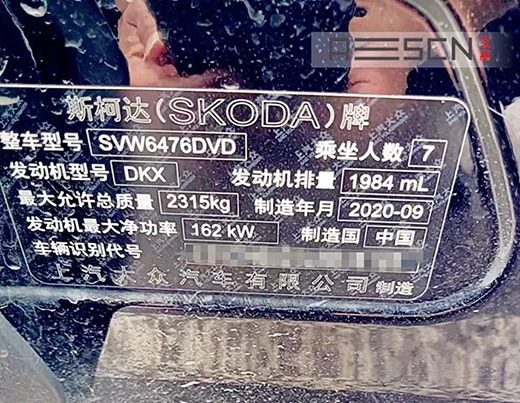 AESCN
艾森
斯柯达(SKODA)牌
整车型号 SVW6476DVD 乘坐人数 7
发动机型号 DKX 发动机排量 1984 mL
最大允许总质量 2315kg 制造年月 2020-09
发动机最大净功率 162 kW 制造国 中国
车辆识别代号
上汽大众汽车有限公司 制造